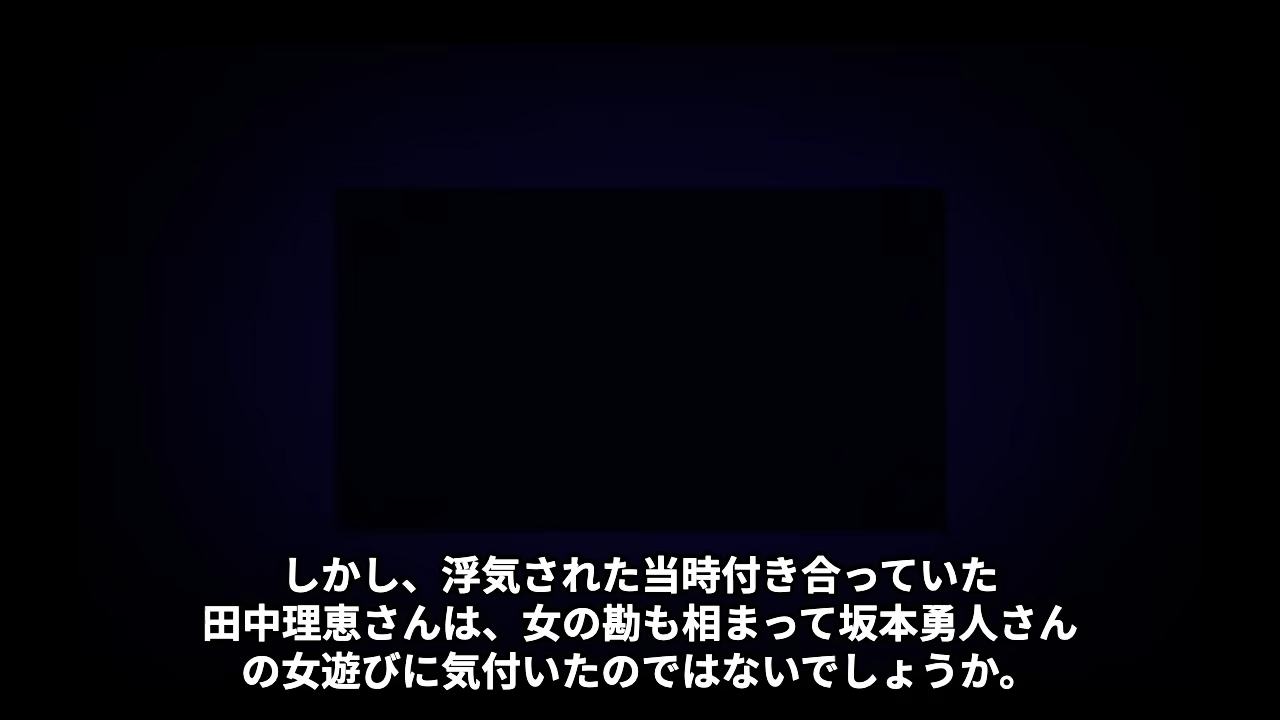 しかし、浮気された当時付き合っていた
田中理恵さんは、女の勘も相まって坂本勇人さん
の女遊びに気付いたのではないでしょうか。